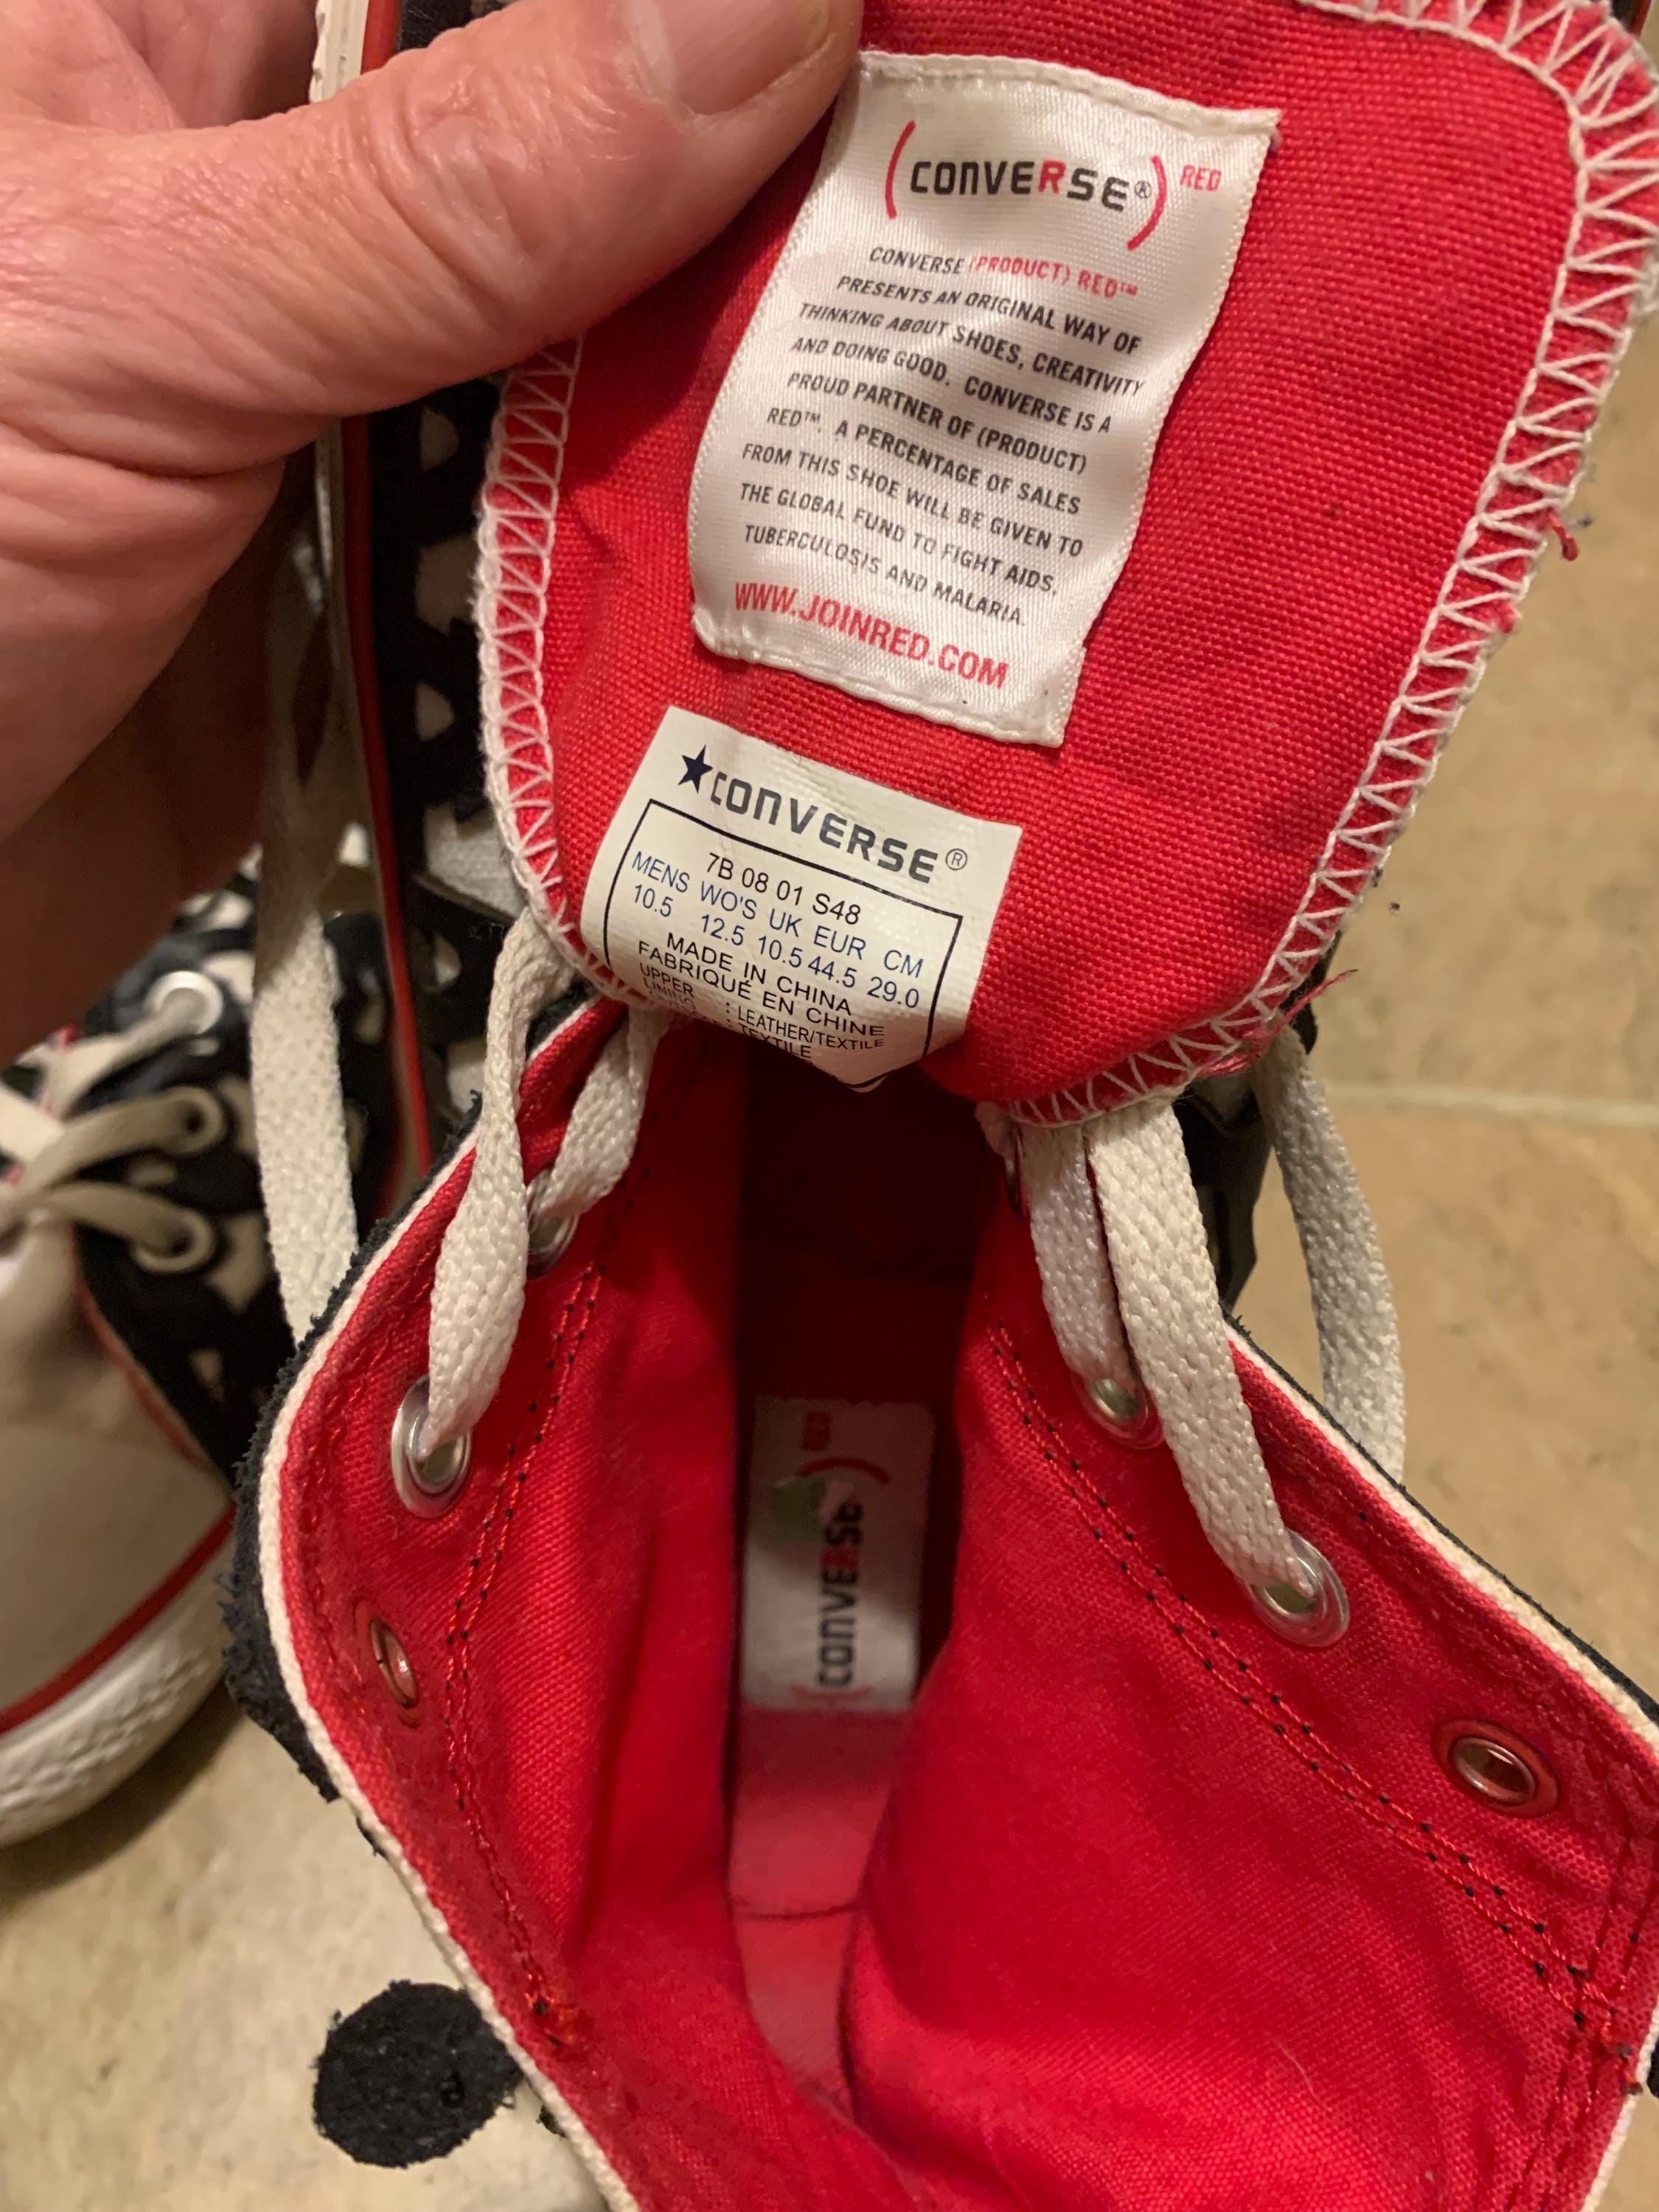 (CONVERSE®) RED
CONVERSE (PRODUCT) RED™
PRESENTS AN ORIGINAL WAY OF
THINKING ABOUT SHOES, CREATIVITY
AND DOING GOOD. CONVERSE IS A
PROUD PARTNER OF (PRODUCT)
RED™. A PERCENTAGE OF SALES
FROM THIS SHOE WILL BE GIVEN TO
THE GLOBAL FUND TO FIGHT AIDS,
TUBERCULOSIS AND MALARIA.
WWW.JOINRED.COM
★CONVERSE®
7B 08 01 S48
MENS WO'S UK EUR CM
10.5 12.5 10.5 44.5 29.0
MADE IN CHINA
FABRIQUÉ EN CHINE
UPPER : LEATHER/TEXTILE
LINING : TEXTILE
(CONVERSE) RED